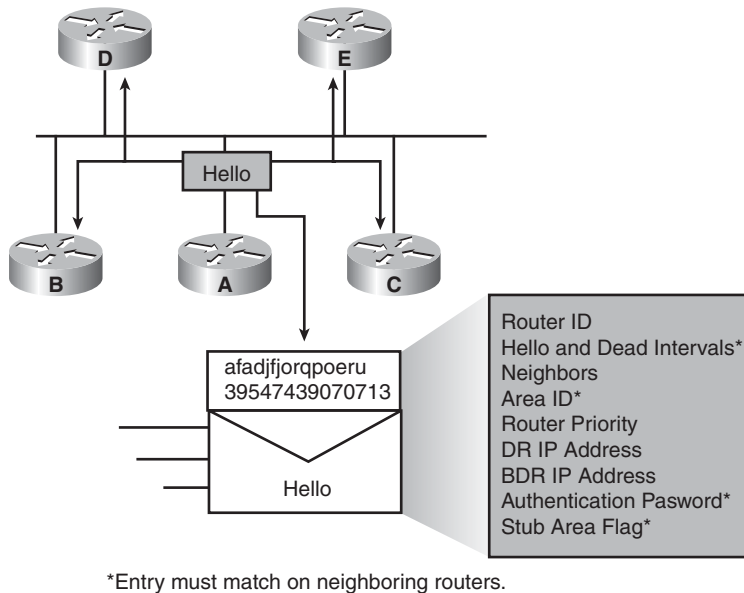 D
E
Hello
B
A
C
afadjfjorqpoeru
39547439070713
Hello
Router ID
Hello and Dead Intervals*
Neighbors
Area ID*
Router Priority
DR IP Address
BDR IP Address
Authentication Pasword*
Stub Area Flag*
*Entry must match on neighboring routers.